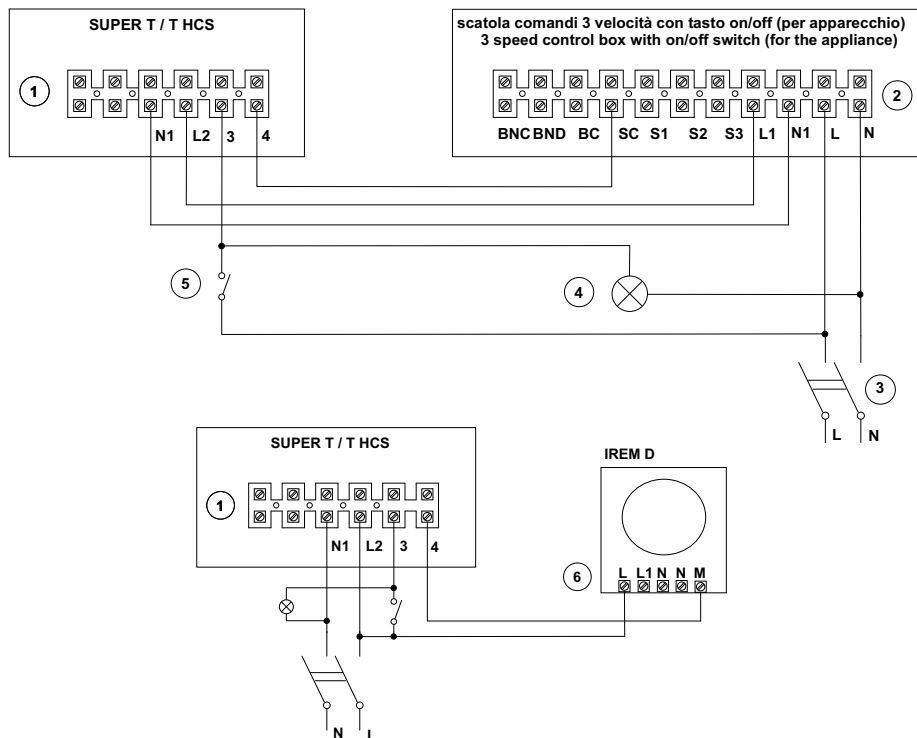 SUPER T / T HCS
1
N1 L2 3 4
scatola comandi 3 velocità con tasto on/off (per apparecchio)
3 speed control box with on/off switch (for the appliance)
2
BNC BND BC SC S1 S2 S3 L1 N1 L N
5
4
3
L N
SUPER T / T HCS
1
N1 L2 3 4
IREM D
6
L L1 N N M
N L